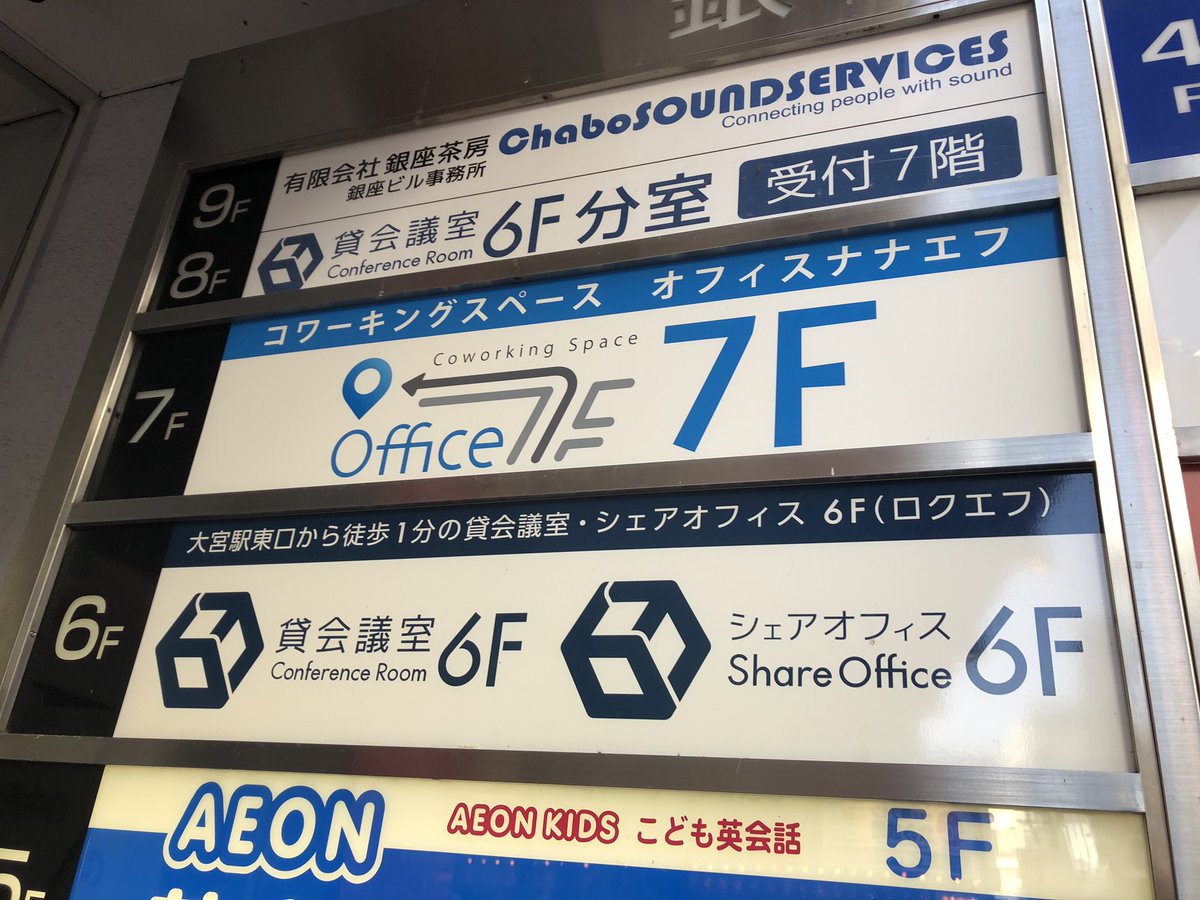 銀
9F
有限会社 銀座茶房
銀座ビル事務所
ChaboSOUNDSERVICES
Connecting people with sound
8F
貸会議室
Conference Room
6F分室
受付7階
コワーキングスペース オフィスナナエフ
7F
Coworking Space
Office 7F
7F
大宮駅東口から徒歩1分の貸会議室・シェアオフィス 6F(ロクエフ)
6F
貸会議室
Conference Room
6F
シェアオフィス
Share Office
6F
AEON
AEON KIDS こども英会話
5F
5F
4